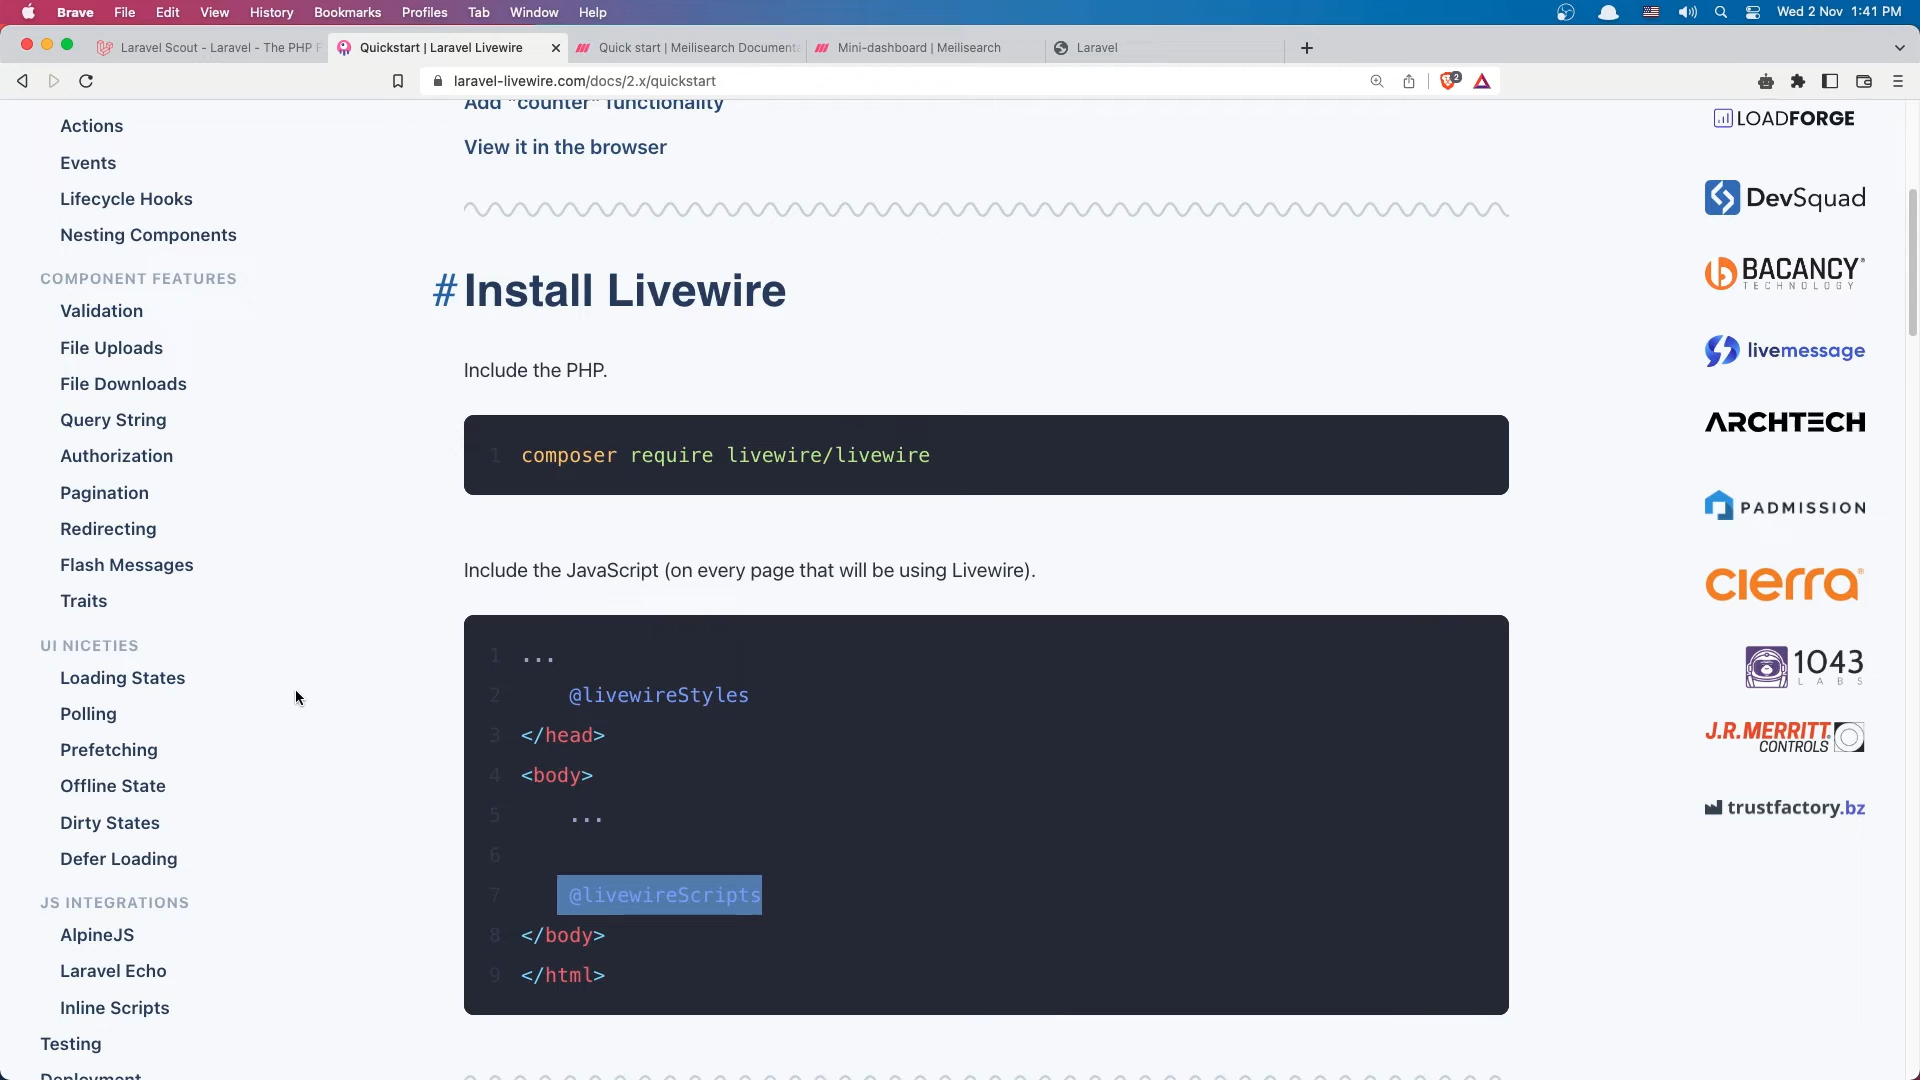 Brave File Edit View History Bookmarks Profiles Tab Window Help Wed 2 Nov 1:41 PM
Laravel Scout - Laravel - The PHP F
Quickstart | Laravel Livewire
Quick start | Meilisearch Documenta
Mini-dashboard | Meilisearch
Laravel
laravel-livewire.com/docs/2.x/quickstart
2
Actions
Events
Lifecycle Hooks
Nesting Components
COMPONENT FEATURES
Validation
File Uploads
File Downloads
Query String
Authorization
Pagination
Redirecting
Flash Messages
Traits
UI NICETIES
Loading States
Polling
Prefetching
Offline State
Dirty States
Defer Loading
JS INTEGRATIONS
AlpineJS
Laravel Echo
Inline Scripts
Testing
Deployment
Add "counter" functionality
View it in the browser
#Install Livewire
Include the PHP.
1 composer require livewire/livewire
Include the JavaScript (on every page that will be using Livewire).
1 ...
2 @livewireStyles
3 </head>
4 <body>
5 ...
6
7 @livewireScripts
8 </body>
9 </html>
LOADFORGE
DevSquad
BACANCY
TECHNOLOGY
livemessage
ARCHTECH
PADMISSION
cierra
1043
LABS
J.R.MERRITT
CONTROLS
trustfactory.bz